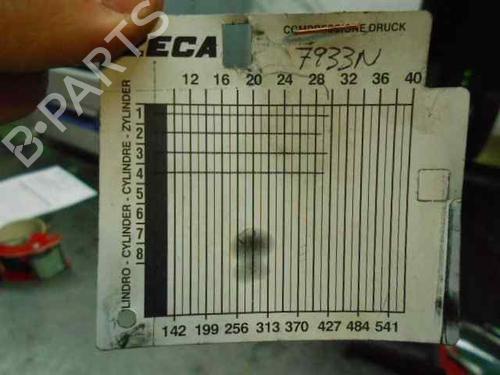 ZECA
COMPRESSIONE DRUCK
7933N
12 16 20 24 28 32 36 40
LINDRO - CYLINDER - CYLINDRE - ZYLINDER
1
2
3
4
5
6
7
8
142 199 256 313 370 427 484 541
B-PARTS